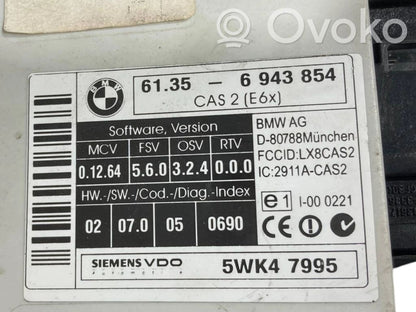 Ovoko
BMW
61.35 - 6 943 854
CAS 2 (E6x)
Software, Version
MCV FSV OSV RTV
0.12.64 5.6.0 3.2.4 0.0.0
HW.-/SW.-/Cod.-/Diag.-Index
02 07.0 05 0690
BMW AG
D-80788München
FCCID:LX8CAS2
IC:2911A-CAS2
e1 I-00 0221
SIEMENS VDO
Automotive
5WK4 7995